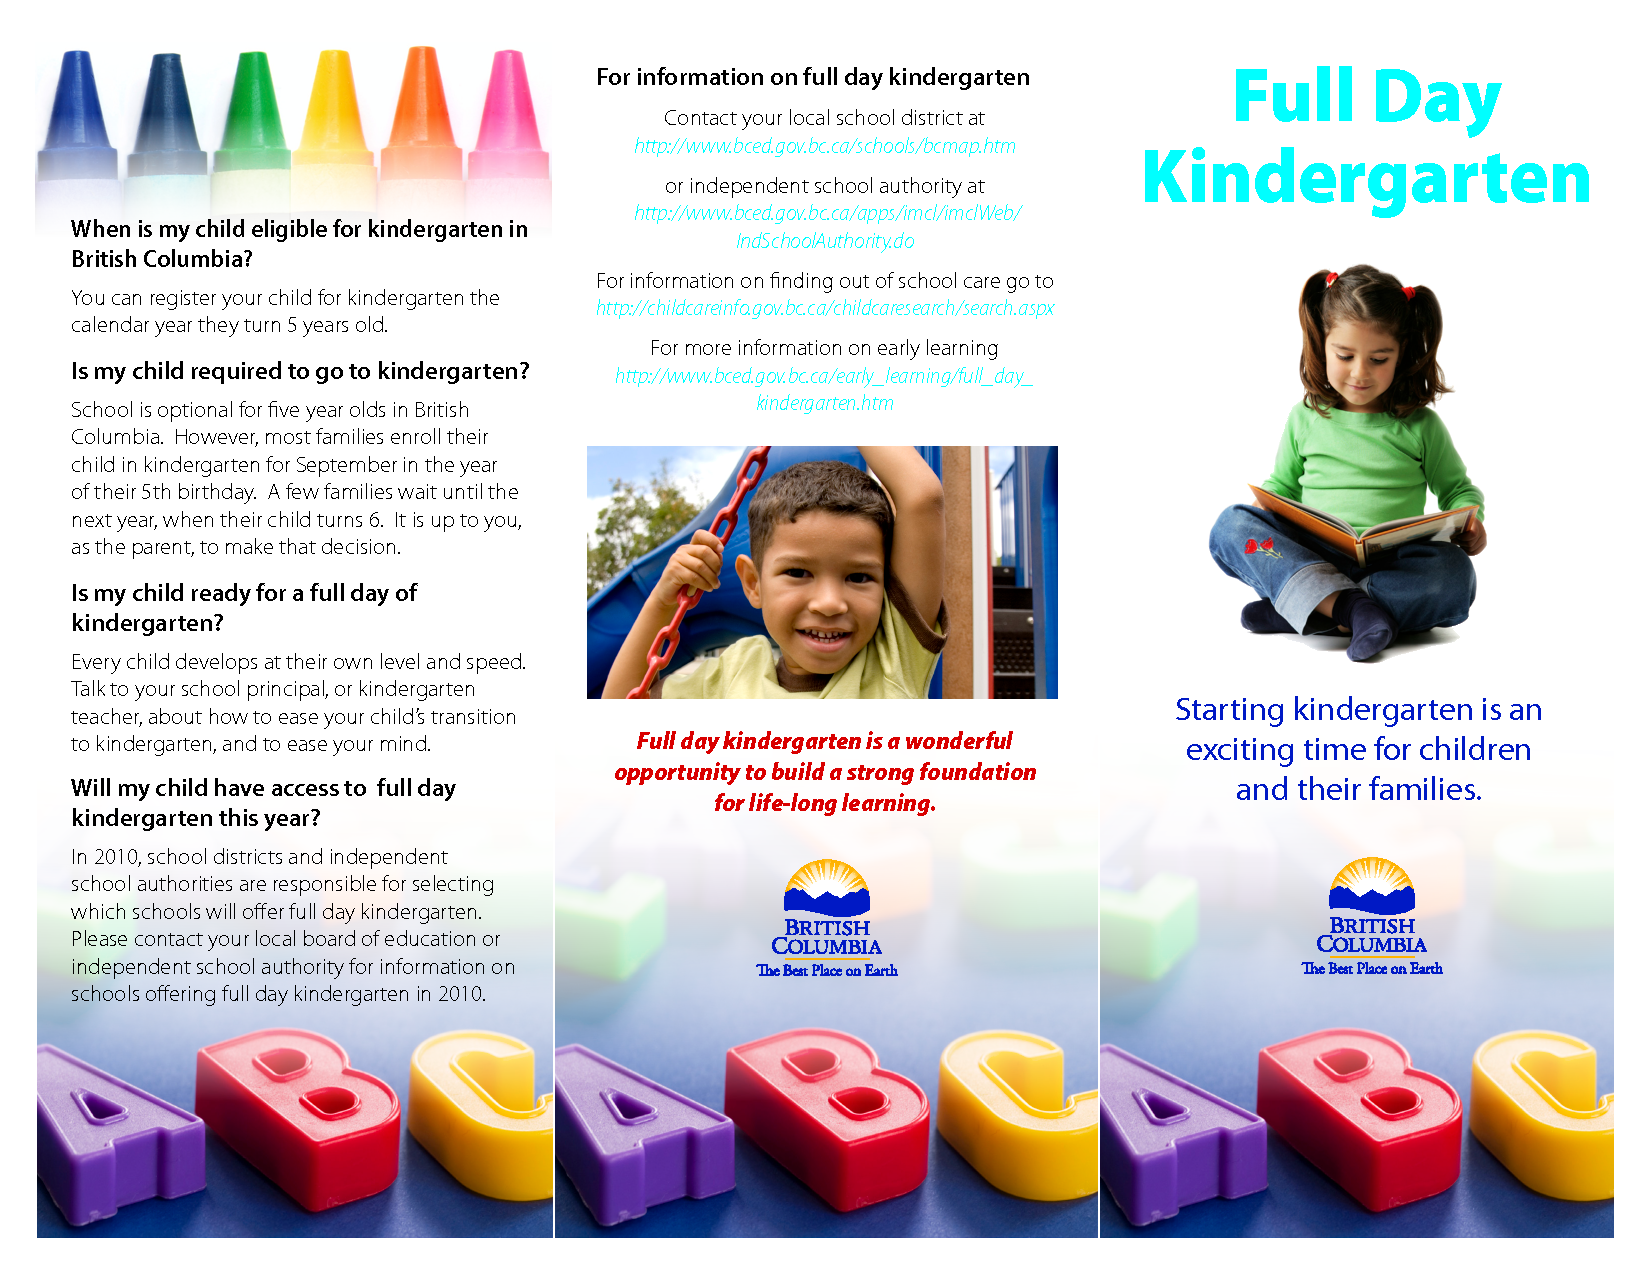 When is my child eligible for kindergarten in
British Columbia?
You can register your child for kindergarten the
calendar year they turn 5 years old.
Is my child required to go to kindergarten?
School is optional for five year olds in British
Columbia.  However, most families enroll their
child in kindergarten for September in the year
of their 5th birthday.  A few families wait until the
next year, when their child turns 6.  It is up to you,
as the parent, to make that decision.
Is my child ready for a full day of
kindergarten?
Every child develops at their own level and speed.
Talk to your school principal, or kindergarten
teacher, about how to ease your child's transition
to kindergarten, and to ease your mind.
Will my child have access to  full day
kindergarten this year?
In 2010, school districts and independent
school authorities are responsible for selecting
which schools will offer full day kindergarten.
Please contact your local board of education or
independent school authority for information on
schools offering full day kindergarten in 2010.
A B C
For information on full day kindergarten
Contact your local school district at
http://www.bced.gov.bc.ca/schools/bcmap.htm
or independent school authority at
http://www.bced.gov.bc.ca/apps/imcl/imclWeb/
IndSchoolAuthority.do
For information on finding out of school care go to
http://childcareinfo.gov.bc.ca/childcaresearch/search.aspx
For more information on early learning
http://www.bced.gov.bc.ca/early_learning/full_day_
kindergarten.htm
Full day kindergarten is a wonderful
opportunity to build a strong foundation
for life-long learning.
BRITISH
COLUMBIA
The Best Place on Earth
A B C
Full Day
Kindergarten
Starting kindergarten is an
exciting time for children
and their families.
BRITISH
COLUMBIA
The Best Place on Earth
A B C